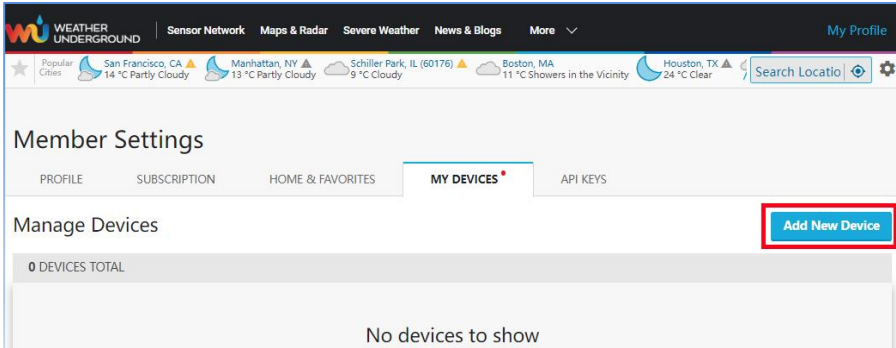 WEATHER UNDERGROUND
Sensor Network Maps & Radar Severe Weather News & Blogs More My Profile
Popular Cities
San Francisco, CA
14 °C Partly Cloudy
Manhattan, NY
13 °C Partly Cloudy
Schiller Park, IL (60176)
9 °C Cloudy
Boston, MA
11 °C Showers in the Vicinity
Houston, TX
24 °C Clear
Search Locatio
Member Settings
PROFILE SUBSCRIPTION HOME & FAVORITES MY DEVICES API KEYS
Manage Devices
Add New Device
0 DEVICES TOTAL
No devices to show